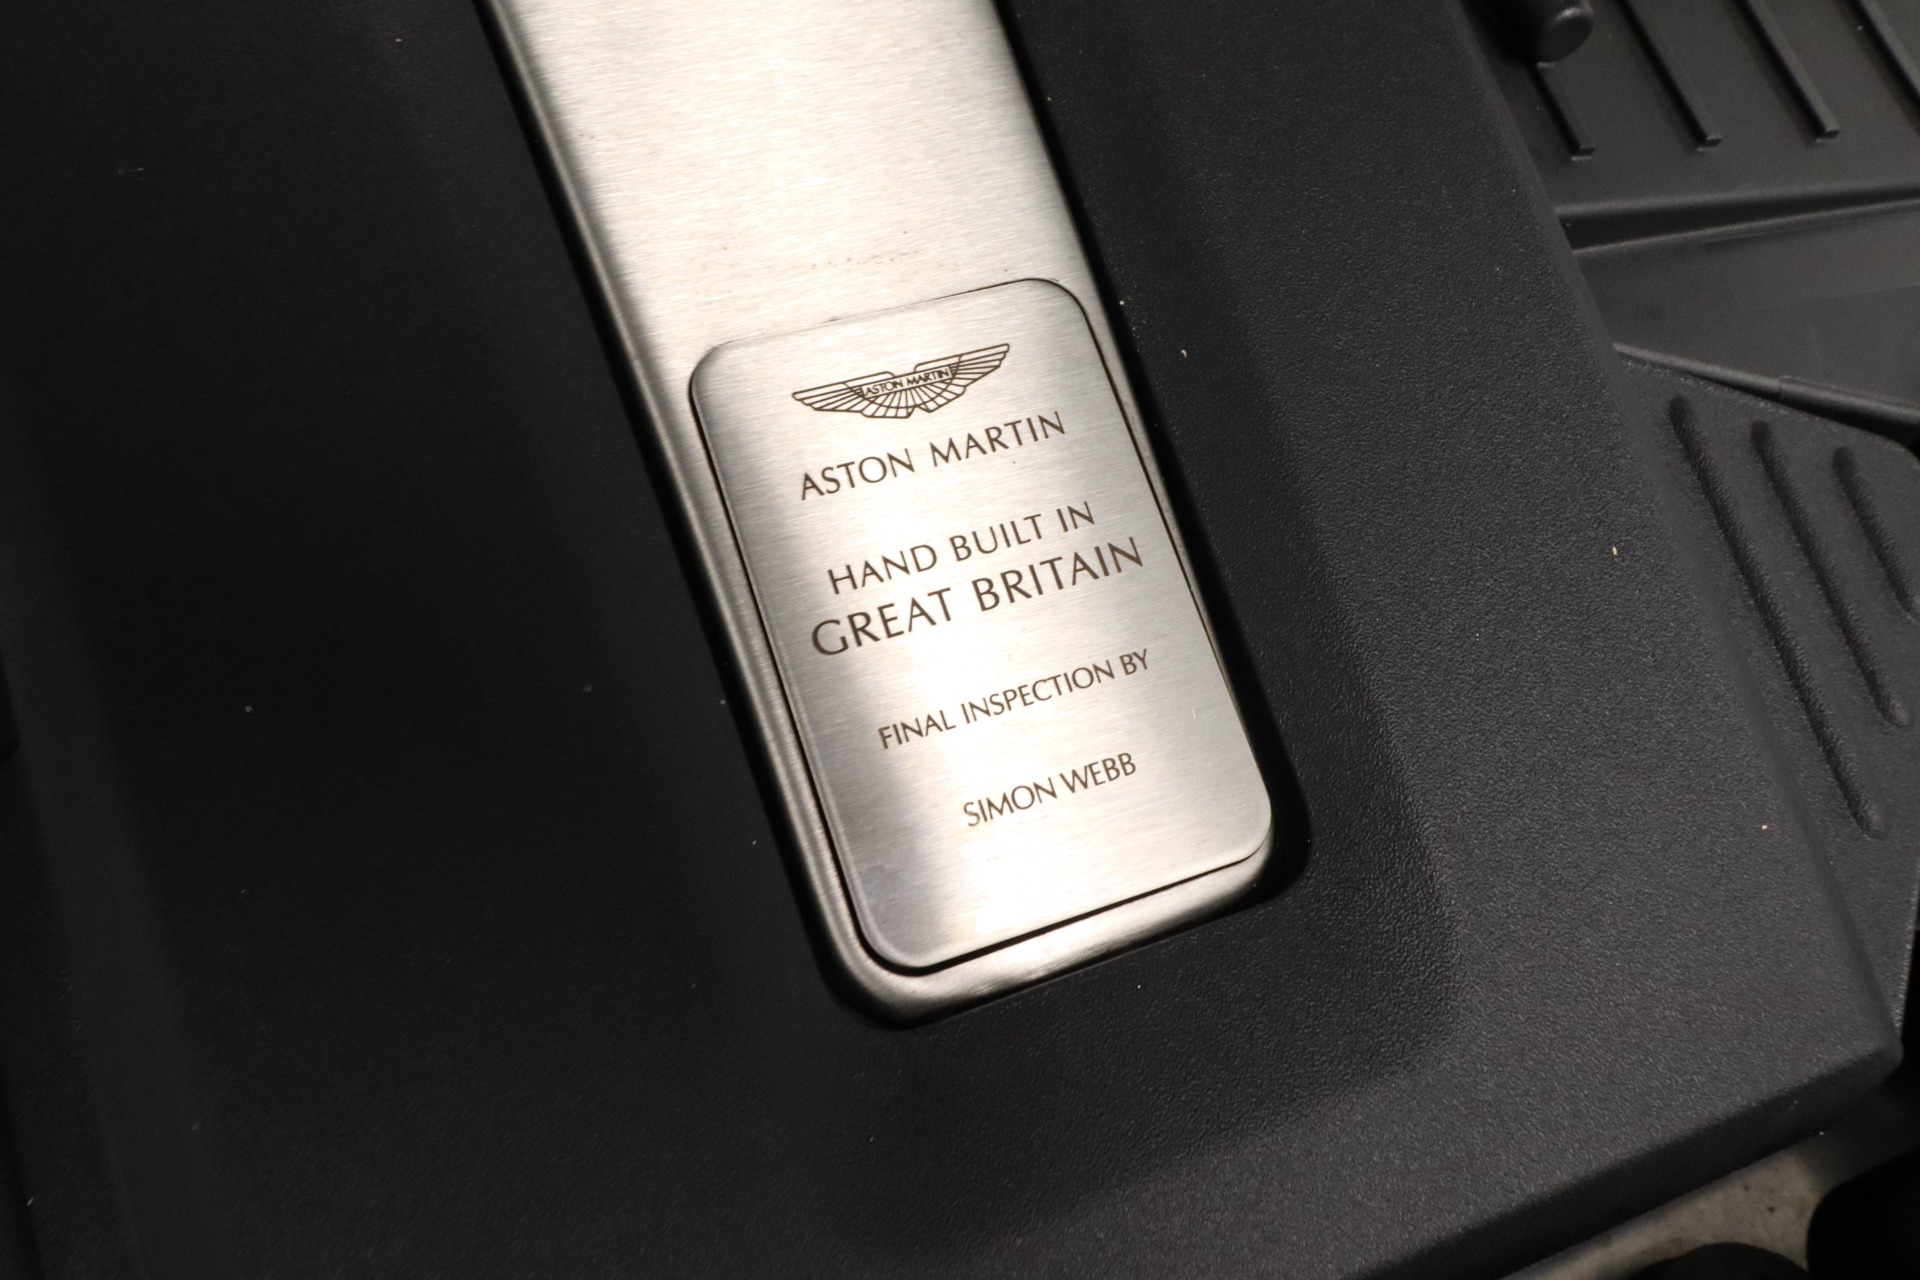 ASTON MARTIN
ASTON MARTIN
HAND BUILT IN
GREAT BRITAIN
FINAL INSPECTION BY
SIMON WEBB